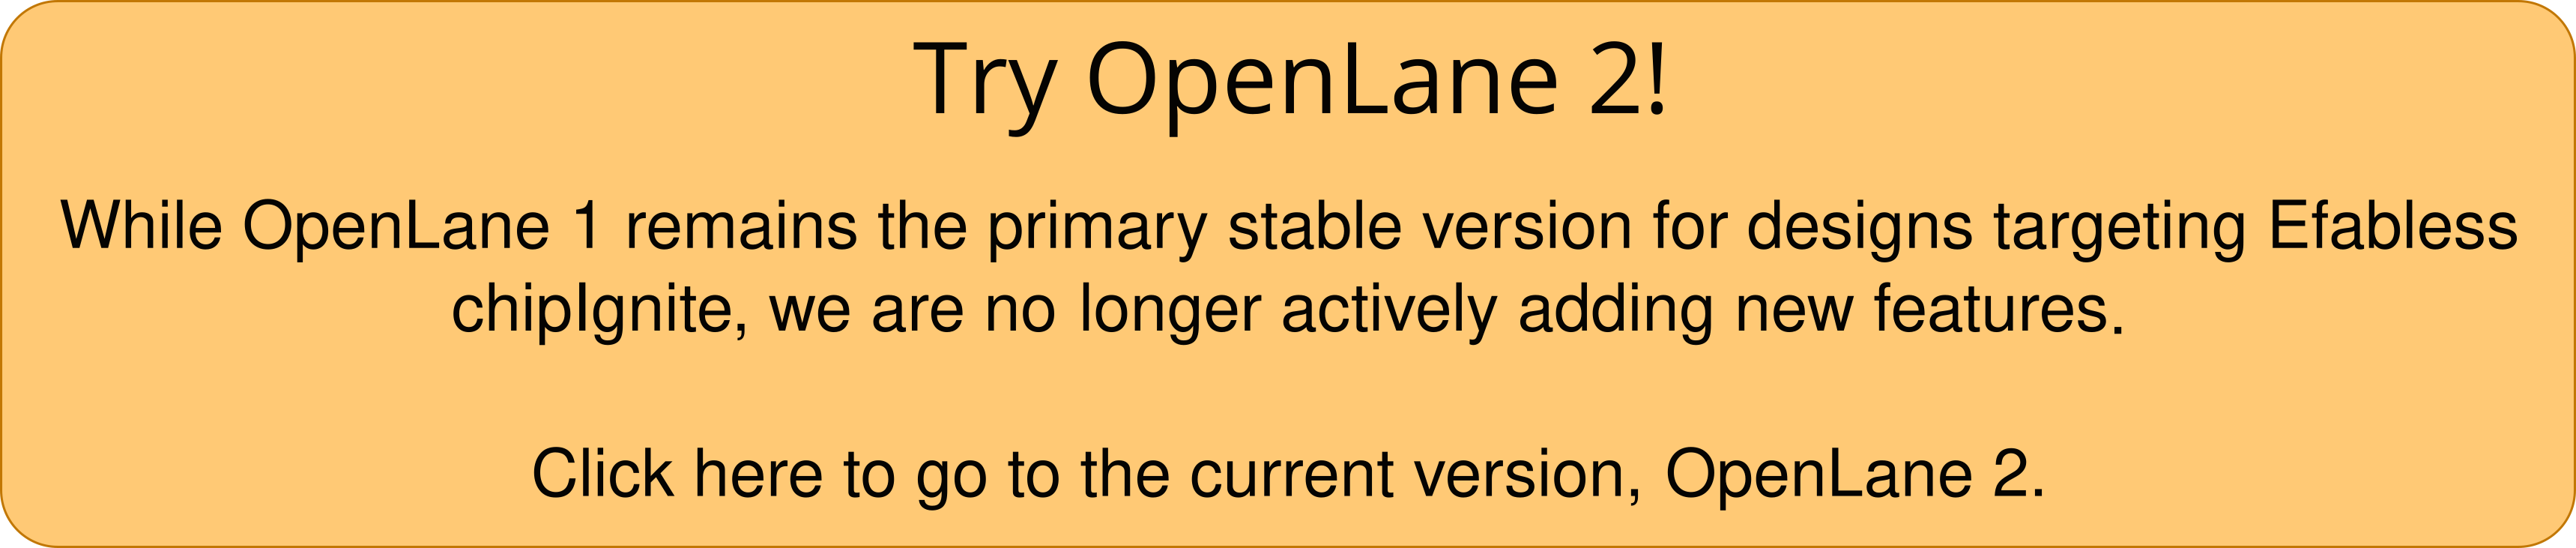 Try OpenLane 2!
While OpenLane 1 remains the primary stable version for designs targeting Efabless
chipIgnite, we are no longer actively adding new features.
Click here to go to the current version, OpenLane 2.